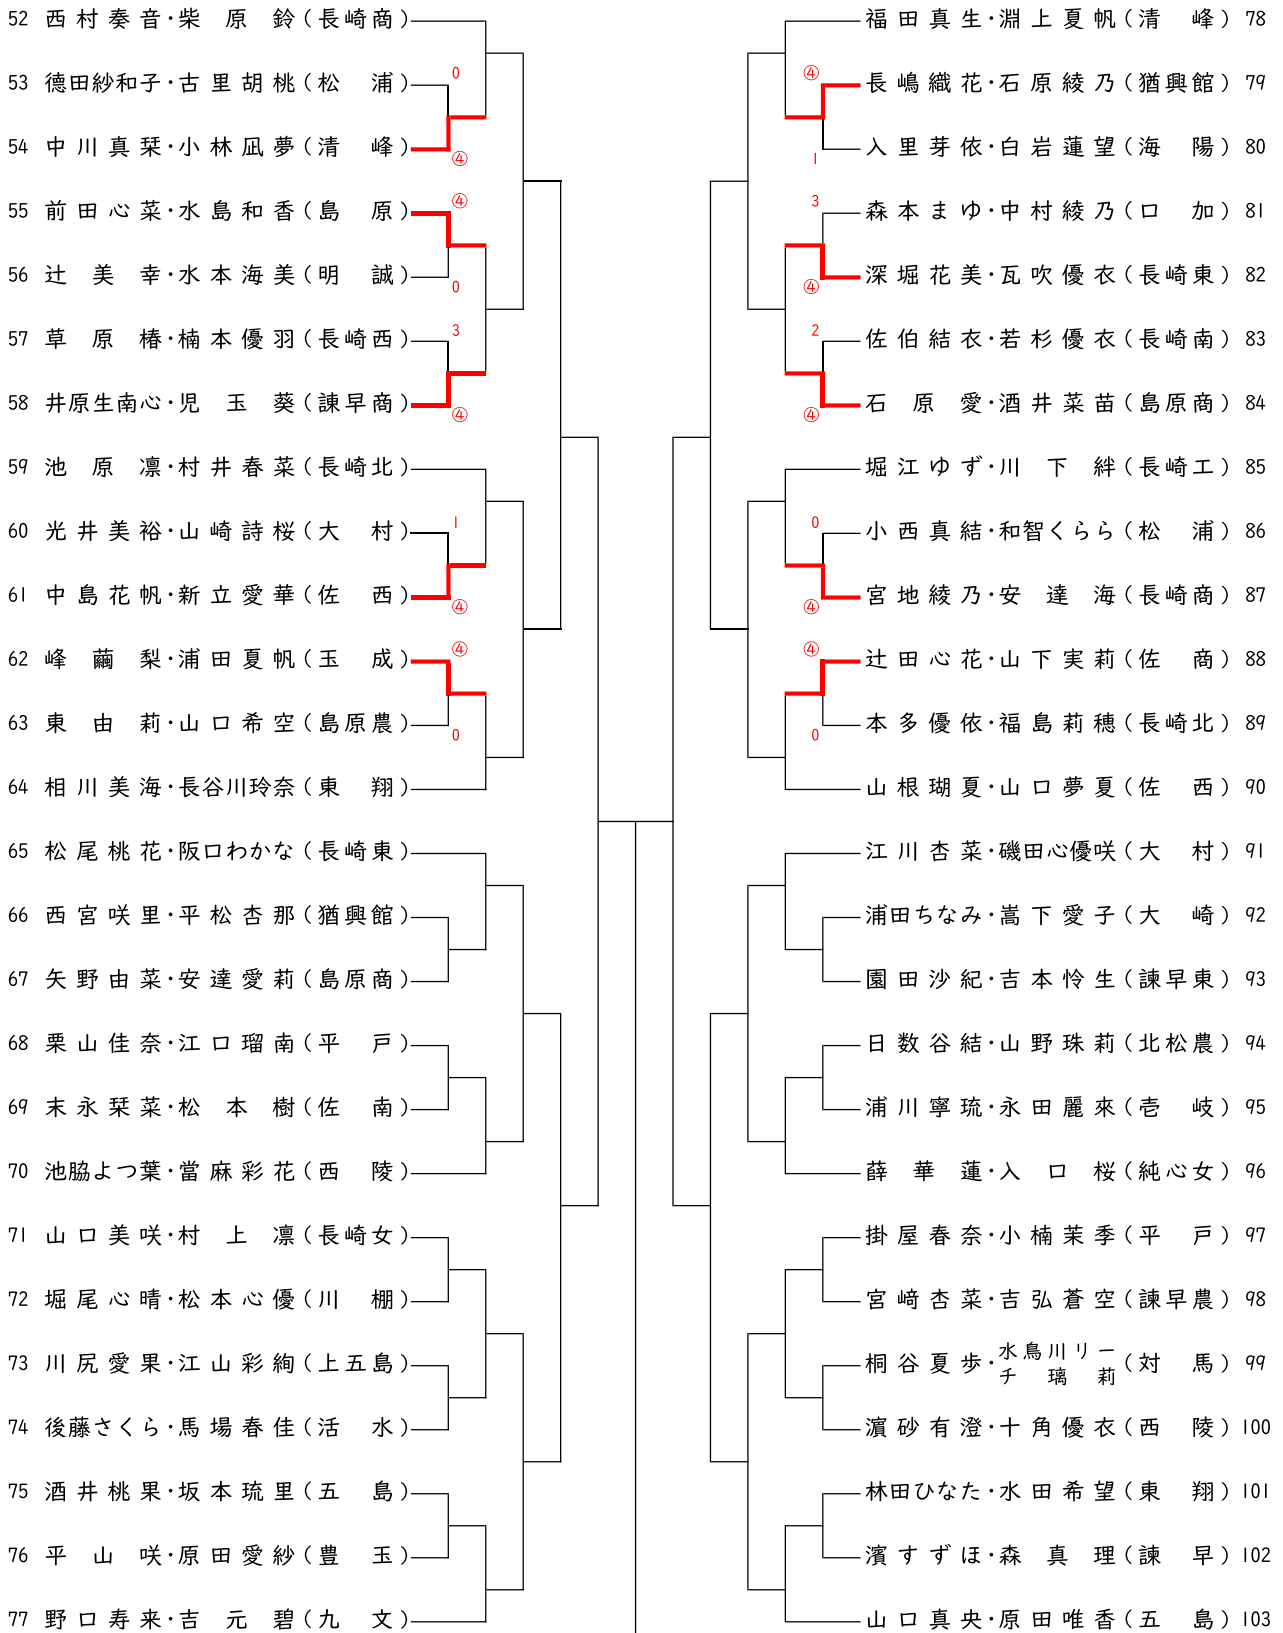 52 西村奏音・柴原鈴（長崎商）
53 德田紗和子・古里胡桃（松浦）
0
54 中川真栞・小林凪夢（清峰）
④
55 前田心菜・水島和香（島原）
④
56 辻美幸・水本海美（明誠）
0
57 草原椿・楠本優羽（長崎西）
3
58 井原生南心・児玉葵（諫早商）
④
59 池原凛・村井春菜（長崎北）
60 光井美裕・山崎詩桜（大村）
1
61 中島花帆・新立愛華（佐西）
④
62 峰繭梨・浦田夏帆（玉成）
④
63 東由莉・山口希空（島原農）
0
64 相川美海・長谷川玲奈（東翔）
65 松尾桃花・阪口わかな（長崎東）
66 西宮咲里・平松杏那（猶興館）
67 矢野由菜・安達愛莉（島原商）
68 栗山佳奈・江口瑠南（平戸）
69 末永栞菜・松本樹（佐南）
70 池脇よつ葉・當麻彩花（西陵）
71 山口美咲・村上凛（長崎女）
72 堀尾心晴・松本心優（川棚）
73 川尻愛果・江山彩絢（上五島）
74 後藤さくら・馬場春佳（活水）
75 酒井桃果・坂本琉里（五島）
76 平山咲・原田愛紗（豊玉）
77 野口寿来・吉元碧（九文）
福田真生・淵上夏帆（清峰）78
④
長嶋織花・石原綾乃（猶興館）79
1
入里芽依・白岩蓮望（海陽）80
3
森本まゆ・中村綾乃（口加）81
④
深堀花美・瓦吹優衣（長崎東）82
2
佐伯結衣・若杉優衣（長崎南）83
④
石原愛・酒井菜苗（島原商）84
堀江ゆず・川下絆（長崎工）85
0
小西真結・和智くらら（松浦）86
④
宮地綾乃・安達海（長崎商）87
④
辻田心花・山下実莉（佐商）88
0
本多優依・福島莉穂（長崎北）89
山根瑚夏・山口夢夏（佐西）90
江川杏菜・磯田心優咲（大村）91
浦田ちなみ・嵩下愛子（大崎）92
園田沙紀・吉本怜生（諫早東）93
日数谷結・山野珠莉（北松農）94
浦川寧琉・永田麗來（壱岐）95
薛華蓮・入口桜（純心女）96
掛屋春奈・小楠茉季（平戸）97
宮﨑杏菜・吉弘蒼空（諫早農）98
桐谷夏歩・水鳥川リーチ璃莉（対馬）99
濵砂有澄・十角優衣（西陵）100
林田ひなた・水田希望（東翔）101
濵すずほ・森真理（諫早）102
山口真央・原田唯香（五島）103